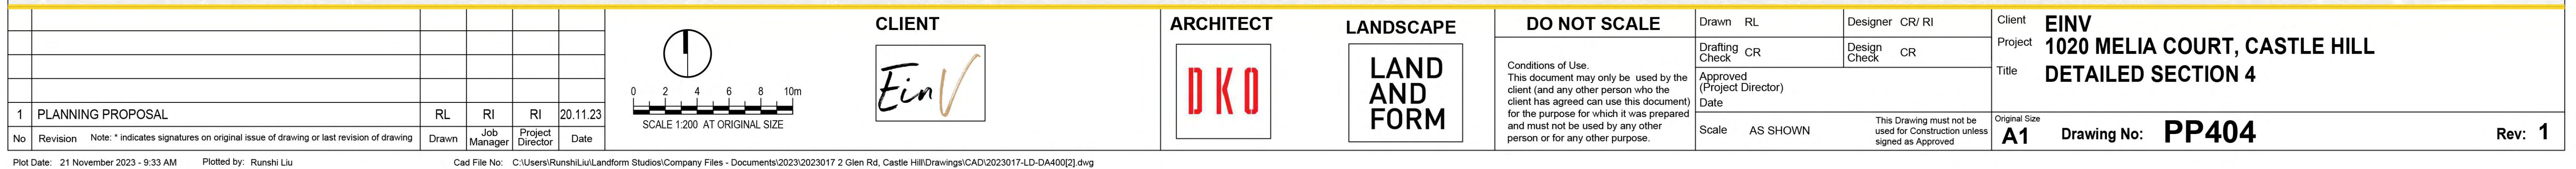 1 PLANNING PROPOSAL RL RI RI 20.11.23
No Revision Note: * indicates signatures on original issue of drawing or last revision of drawing Drawn Job Manager Project Director Date
0 2 4 6 8 10m
SCALE 1:200 AT ORIGINAL SIZE
CLIENT
Ein V
ARCHITECT
DKO
LANDSCAPE
LAND
AND
FORM
DO NOT SCALE
Conditions of Use.
This document may only be used by the
client (and any other person who the
client has agreed can use this document)
for the purpose for which it was prepared
and must not be used by any other
person or for any other purpose.
Drawn RL
Designer CR/ RI
Drafting Check CR
Design Check CR
Approved
(Project Director)
Date
Scale AS SHOWN
This Drawing must not be
used for Construction unless
signed as Approved
Client EINV
Project 1020 MELIA COURT, CASTLE HILL
Title DETAILED SECTION 4
Original Size
A1
Drawing No: PP404
Rev: 1
Plot Date: 21 November 2023 - 9:33 AM Plotted by: Runshi Liu Cad File No: C:\Users\RunshiLiu\Landform Studios\Company Files - Documents\2023\2023017 2 Glen Rd, Castle Hill\Drawings\CAD\2023017-LD-DA400[2].dwg